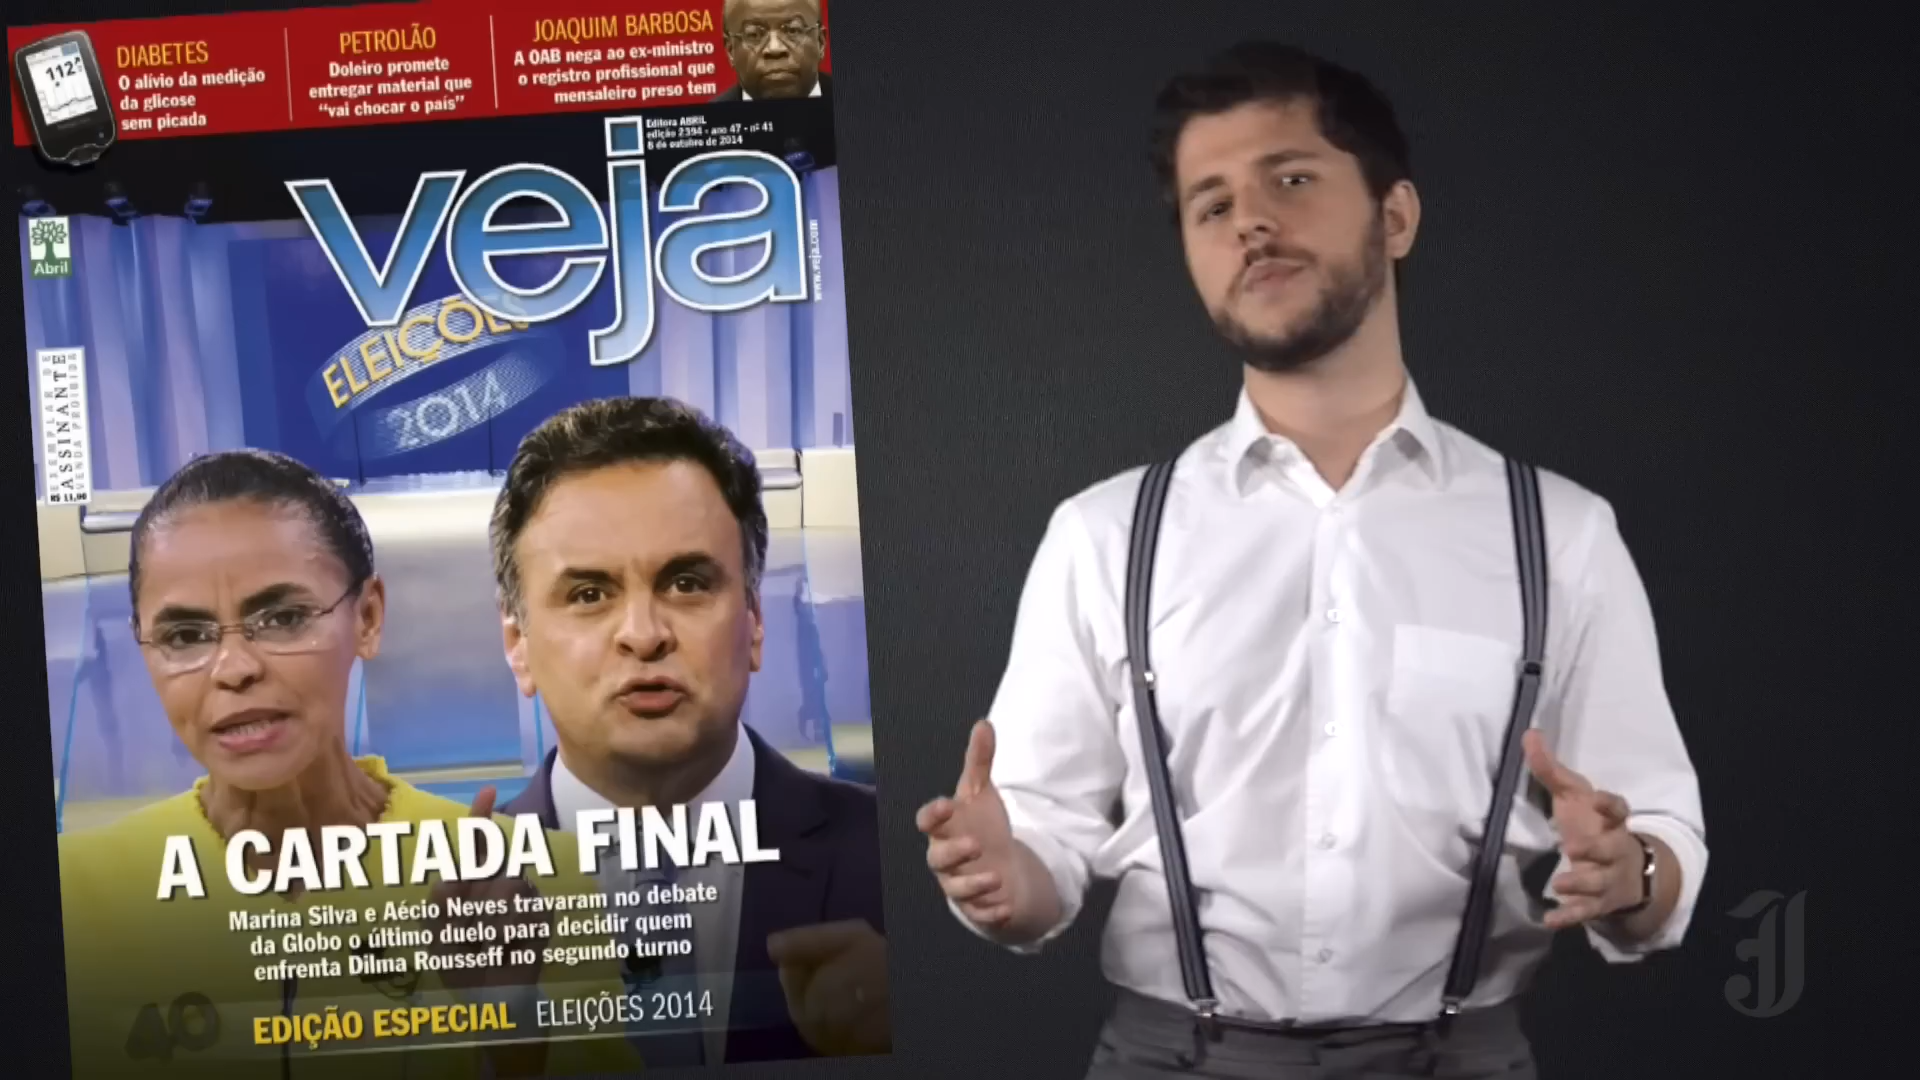 DIABETES
O alívio da medição
da glicose
sem picada
PETROLÃO
Doleiro promete
entregar material que
“vai chocar o país”
JOAQUIM BARBOSA
A OAB nega ao ex-ministro
o registro profissional que
mensaleiro preso tem
Editora ABRIL
edição 2394 - ano 47 - nº 41
8 de outubro de 2014
veja
www.veja.com
Abril
ELEIÇÕES
2014
EXEMPLAR DE
ASSINANTE
VENDA PROIBIDA
R$ 11,90
A CARTADA FINAL
Marina Silva e Aécio Neves travaram no debate
da Globo o último duelo para decidir quem
enfrenta Dilma Rousseff no segundo turno
40
EDIÇÃO ESPECIAL ELEIÇÕES 2014
112